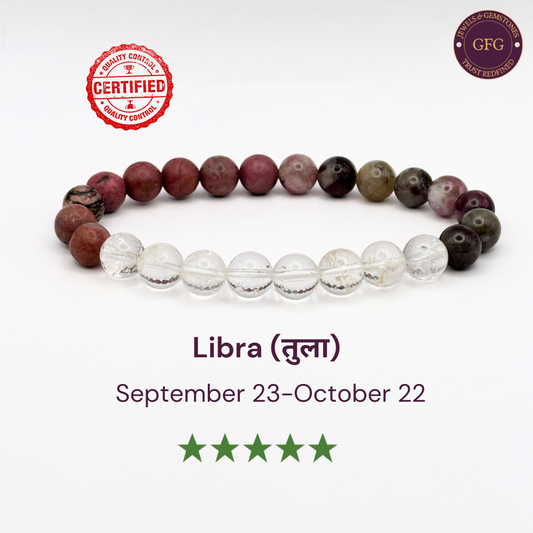 QUALITY CONTROL
CERTIFIED
QUALITY CONTROL
JEWELS & GEMSTONES
GFG
TRUST REDEFINED
Libra (तुला)
September 23-October 22